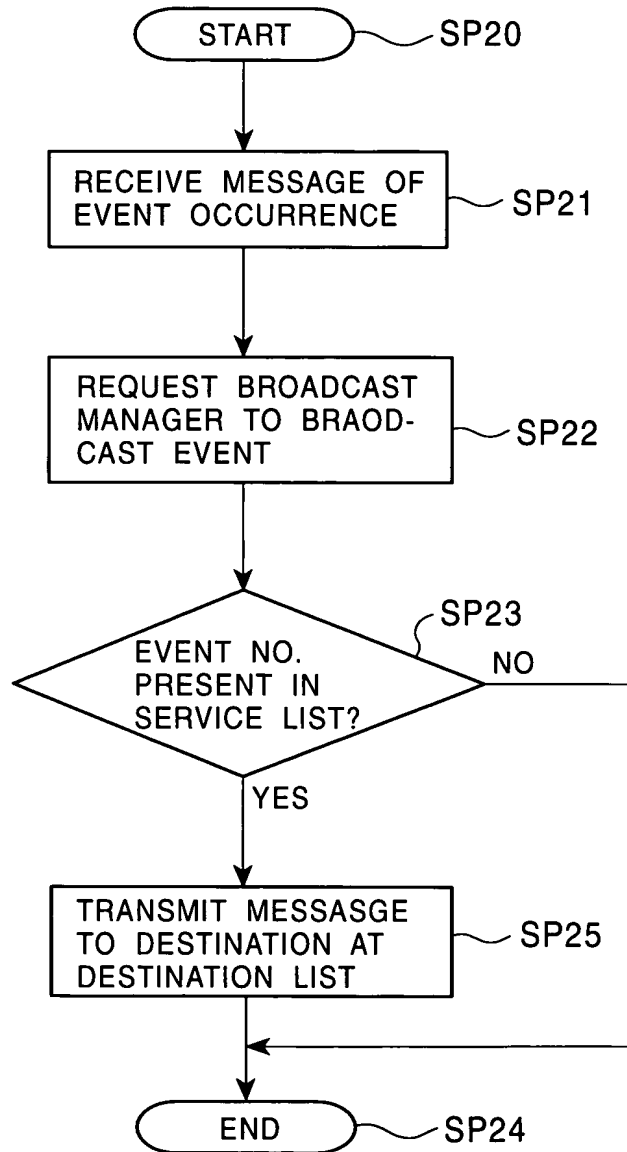 START
SP20
RECEIVE MESSAGE OF
EVENT OCCURRENCE
SP21
REQUEST BROADCAST
MANAGER TO BRAOD-
CAST EVENT
SP22
SP23
EVENT NO.
PRESENT IN
SERVICE LIST?
NO
YES
TRANSMIT MESSASGE
TO DESTINATION AT
DESTINATION LIST
SP25
END
SP24